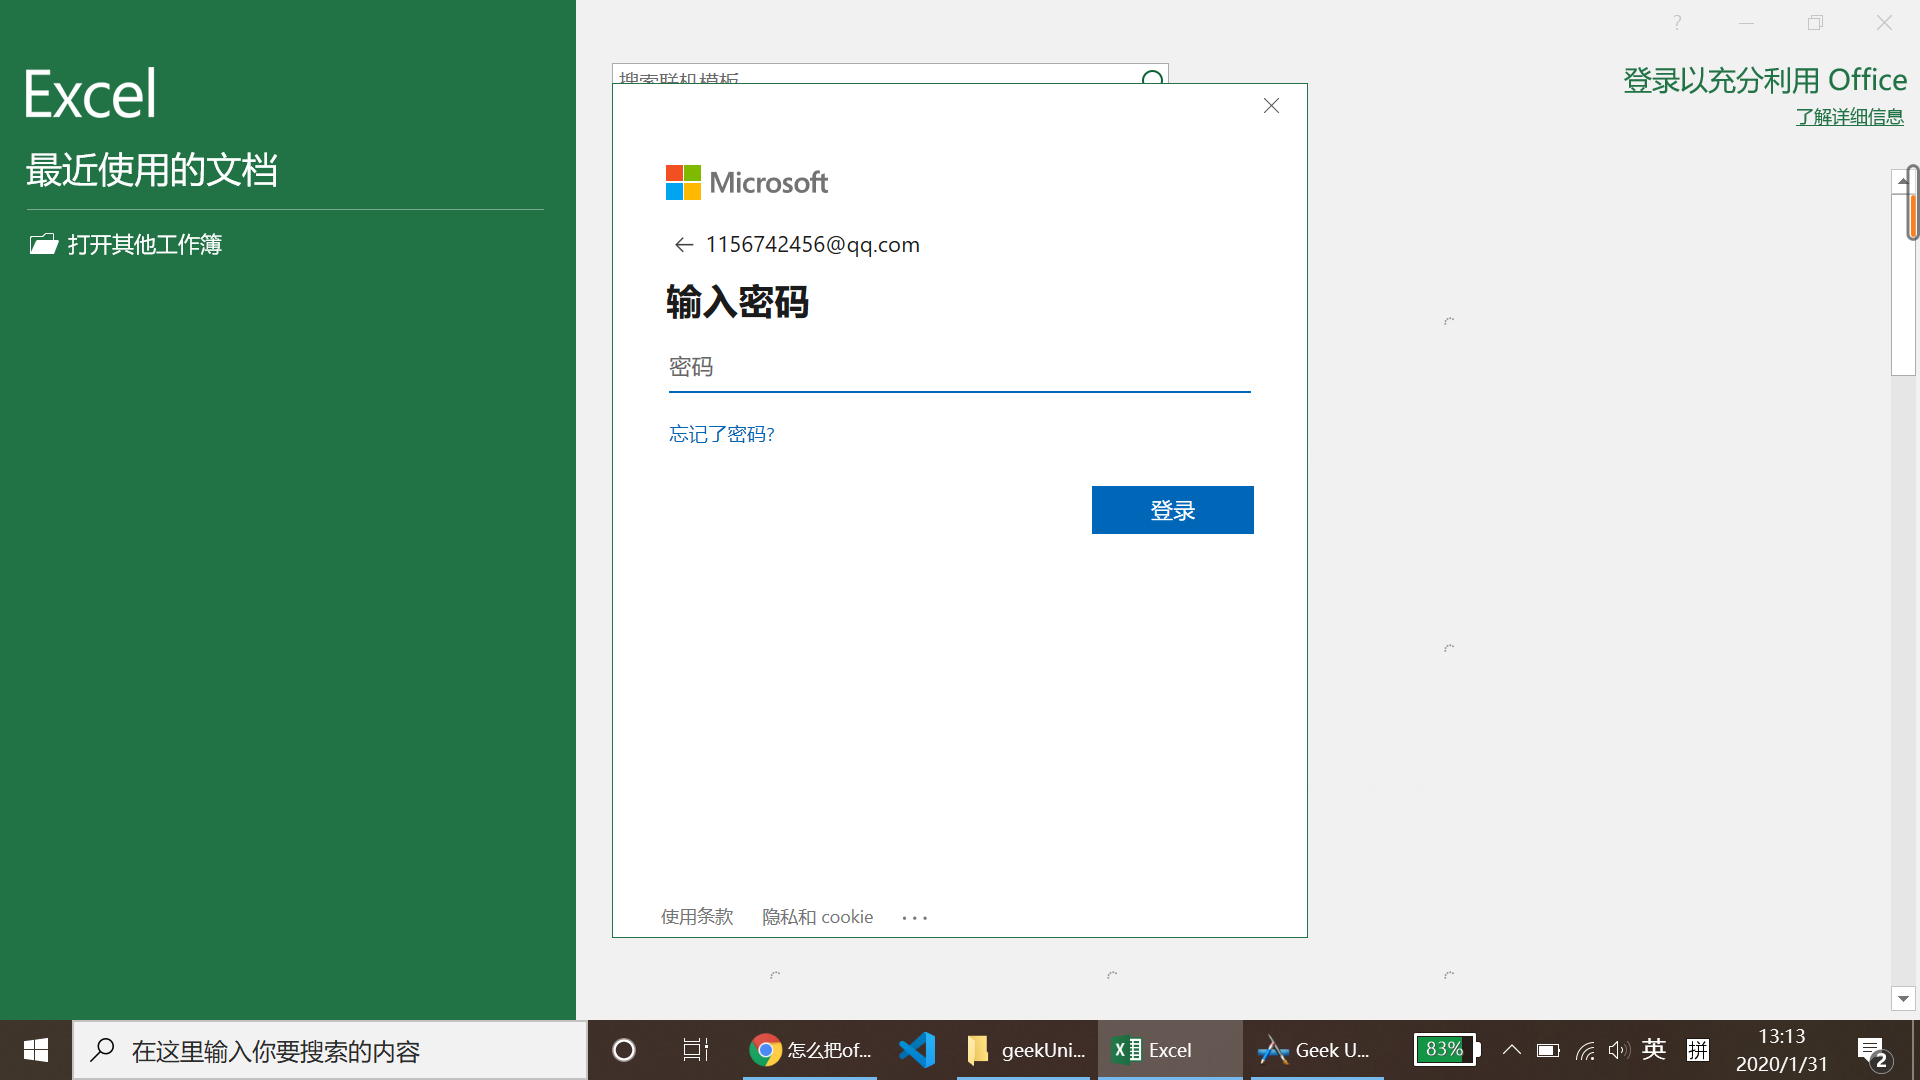 Excel
最近使用的文档
打开其他工作簿
搜索联机模板
?
登录以充分利用 Office
了解详细信息
Microsoft
1156742456@qq.com
输入密码
密码
忘记了密码?
登录
使用条款 隐私和 cookie ...
在这里输入你要搜索的内容
怎么把of...
geekUni...
Excel
Geek U...
83%
英
拼
13:13
2020/1/31
2